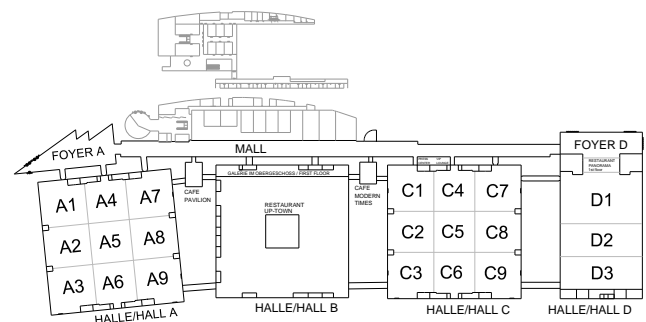 MALL
FOYER A
FOYER D
RESTAURANT
PANORAMA
GALERIE IM OBERGESCHOSS / FIRST FLOOR
CAFE
PAVILION
RESTAURANT
UP-TOWN
CAFE
MODERN
TIMES
A1 A4 A7
A2 A5 A8
A3 A6 A9
C1 C4 C7
C2 C5 C8
C3 C6 C9
D1
D2
D3
HALLE/HALL A
HALLE/HALL B
HALLE/HALL C
HALLE/HALL D